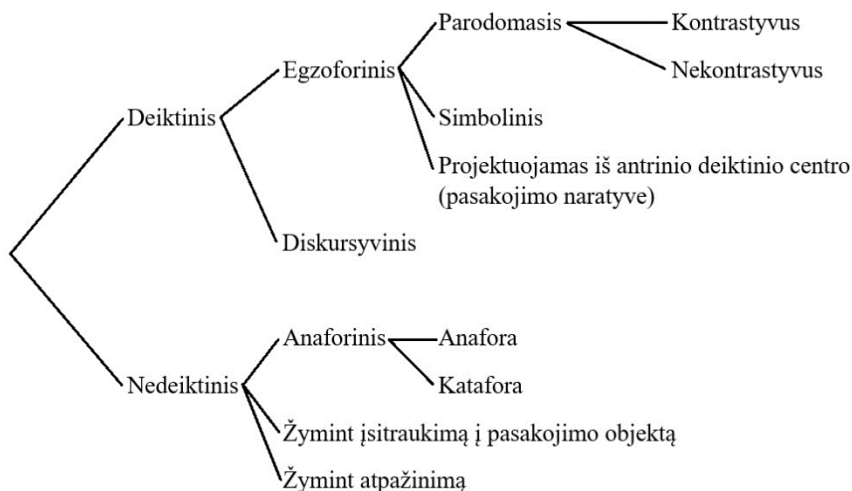 Parodomasis
Kontrastyvus
Nekontrastyvus
Egzoforinis
Deiktinis
Simbolinis
Projektuojamas iš antrinio deiktinio centro
(pasakojimo naratyve)
Diskursyvinis
Anaforinis
Anafora
Nedeiktinis
Katafora
Žymint įsitraukimą į pasakojimo objektą
Žymint atpažinimą